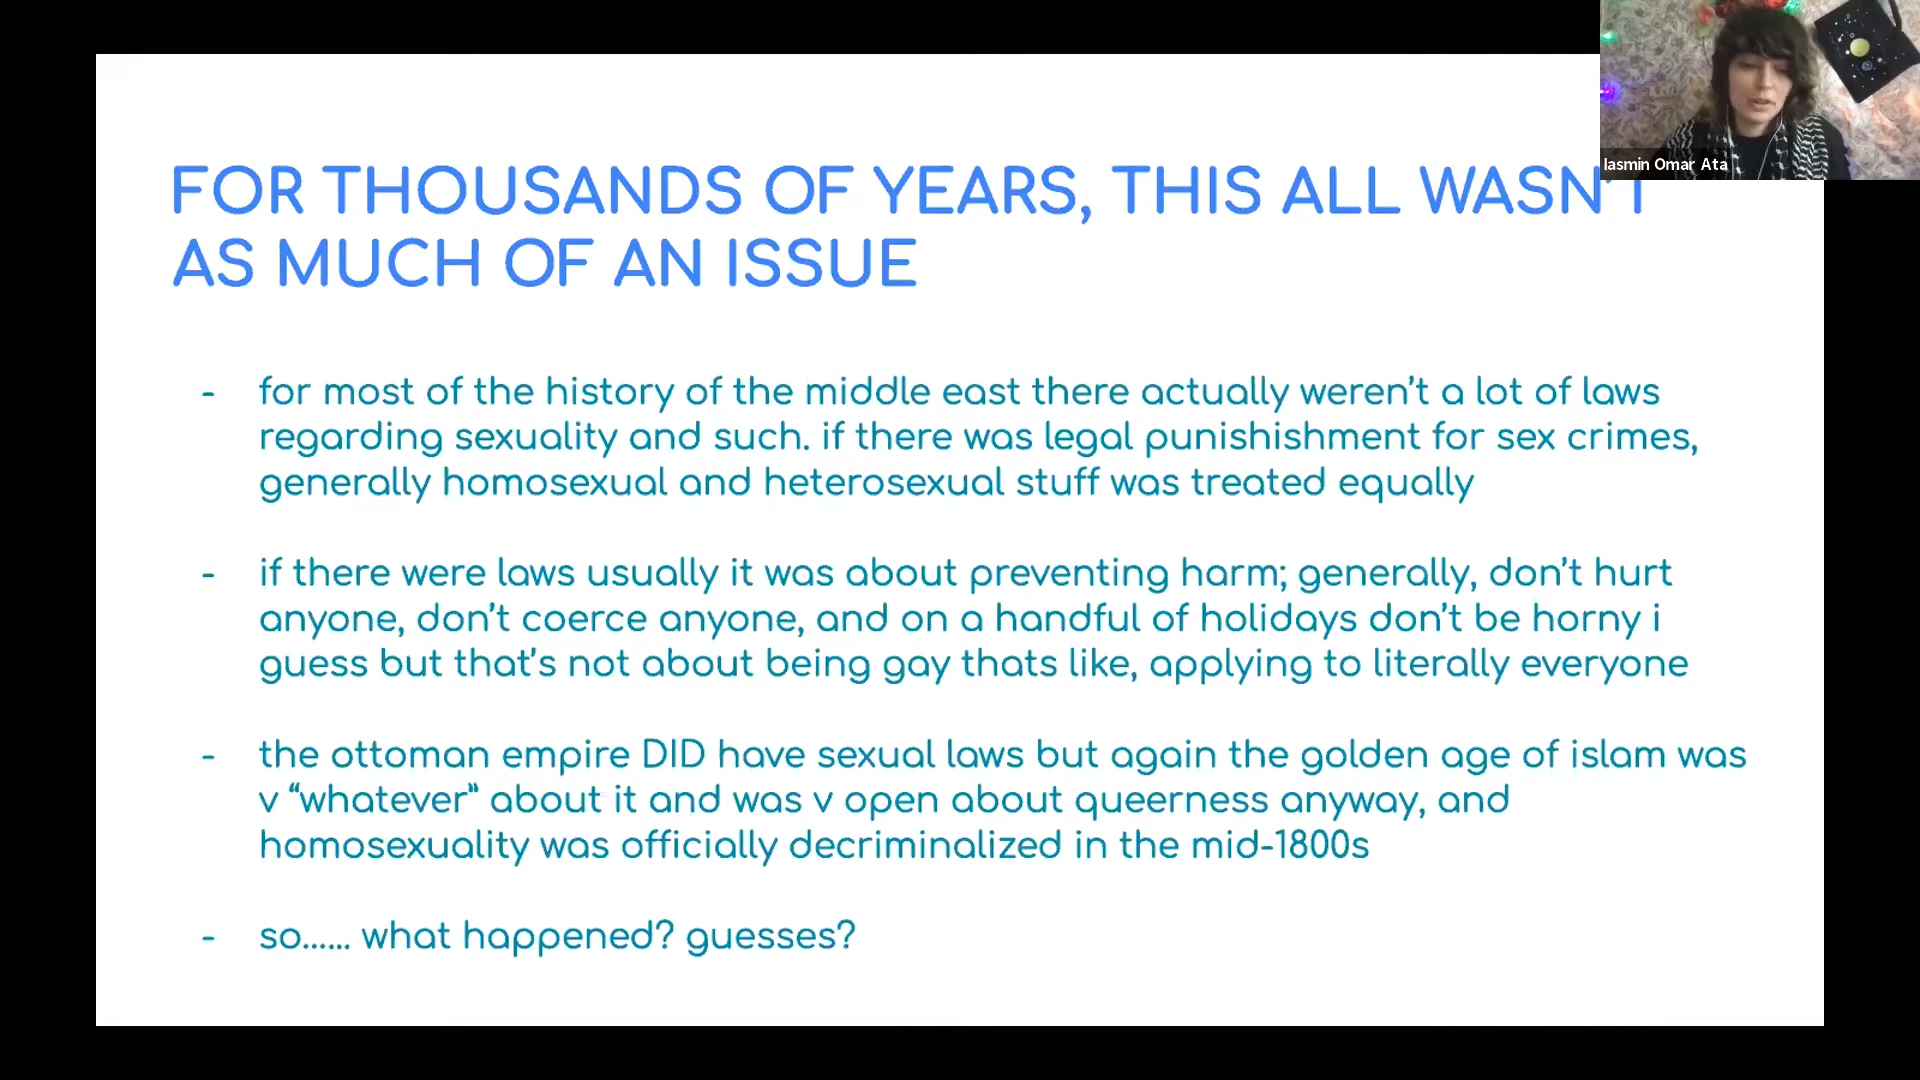 Iasmin Omar Ata
FOR THOUSANDS OF YEARS, THIS ALL WASN'T
AS MUCH OF AN ISSUE
- for most of the history of the middle east there actually weren't a lot of laws
regarding sexuality and such. if there was legal punishishment for sex crimes,
generally homosexual and heterosexual stuff was treated equally
- if there were laws usually it was about preventing harm; generally, don't hurt
anyone, don't coerce anyone, and on a handful of holidays don't be horny i
guess but that's not about being gay thats like, applying to literally everyone
- the ottoman empire DID have sexual laws but again the golden age of islam was
v “whatever” about it and was v open about queerness anyway, and
homosexuality was officially decriminalized in the mid-1800s
- so...... what happened? guesses?